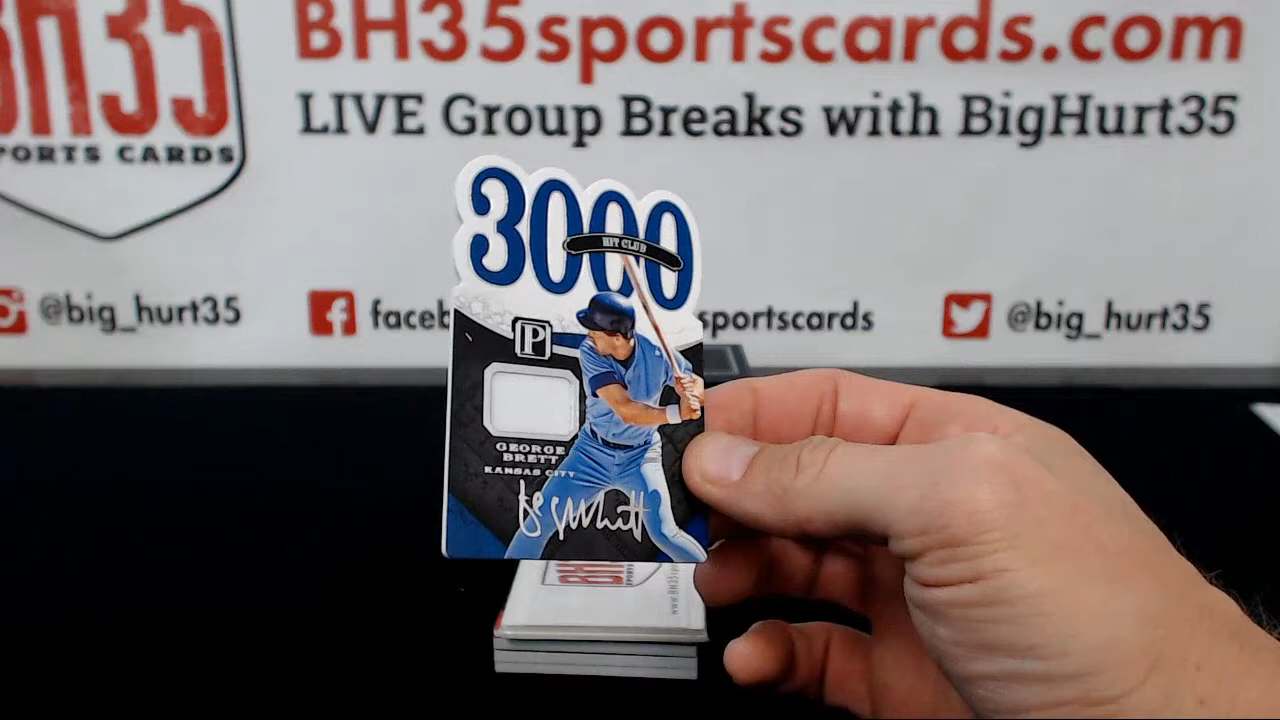 BH35
SPORTS CARDS
BH35sportscards.com
LIVE Group Breaks with BigHurt35
@big_hurt35
faceb
sportscards
@big_hurt35
3000
HIT CLUB
P
GEORGE
BRETT
KANSAS CITY